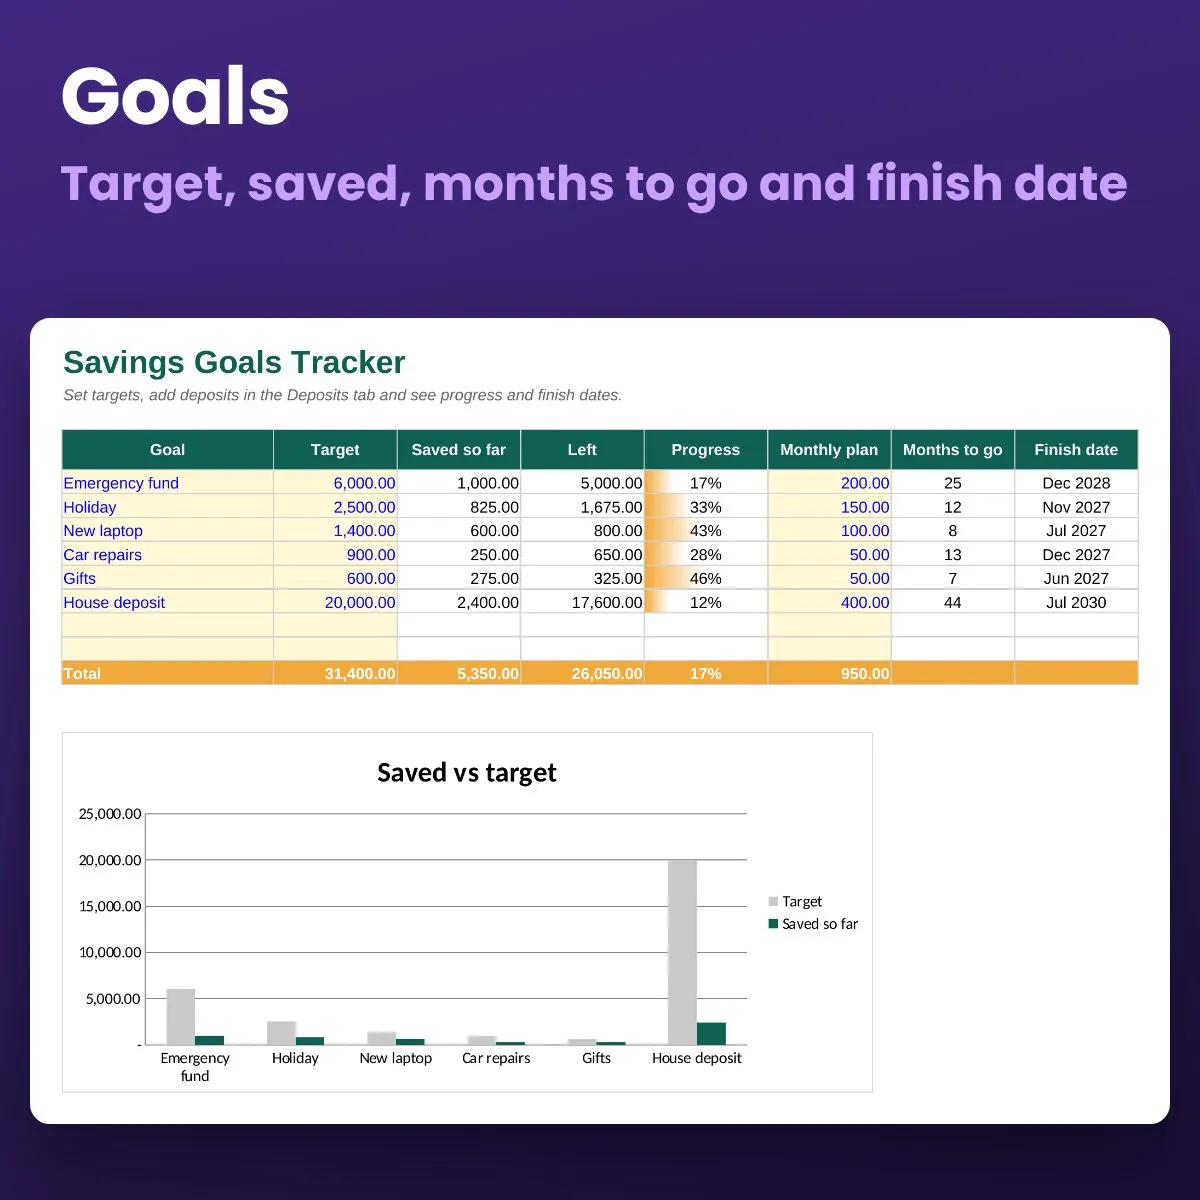 Goals
Target, saved, months to go and finish date
Savings Goals Tracker
Set targets, add deposits in the Deposits tab and see progress and finish dates.
Goal Target Saved so far Left Progress Monthly plan Months to go Finish date
Emergency fund 6,000.00 1,000.00 5,000.00 17% 200.00 25 Dec 2028
Holiday 2,500.00 825.00 1,675.00 33% 150.00 12 Nov 2027
New laptop 1,400.00 600.00 800.00 43% 100.00 8 Jul 2027
Car repairs 900.00 250.00 650.00 28% 50.00 13 Dec 2027
Gifts 600.00 275.00 325.00 46% 50.00 7 Jun 2027
House deposit 20,000.00 2,400.00 17,600.00 12% 400.00 44 Jul 2030
Total 31,400.00 5,350.00 26,050.00 17% 950.00
Saved vs target
25,000.00
20,000.00
15,000.00
10,000.00
5,000.00
-
Target
Saved so far
Emergency fund Holiday New laptop Car repairs Gifts House deposit